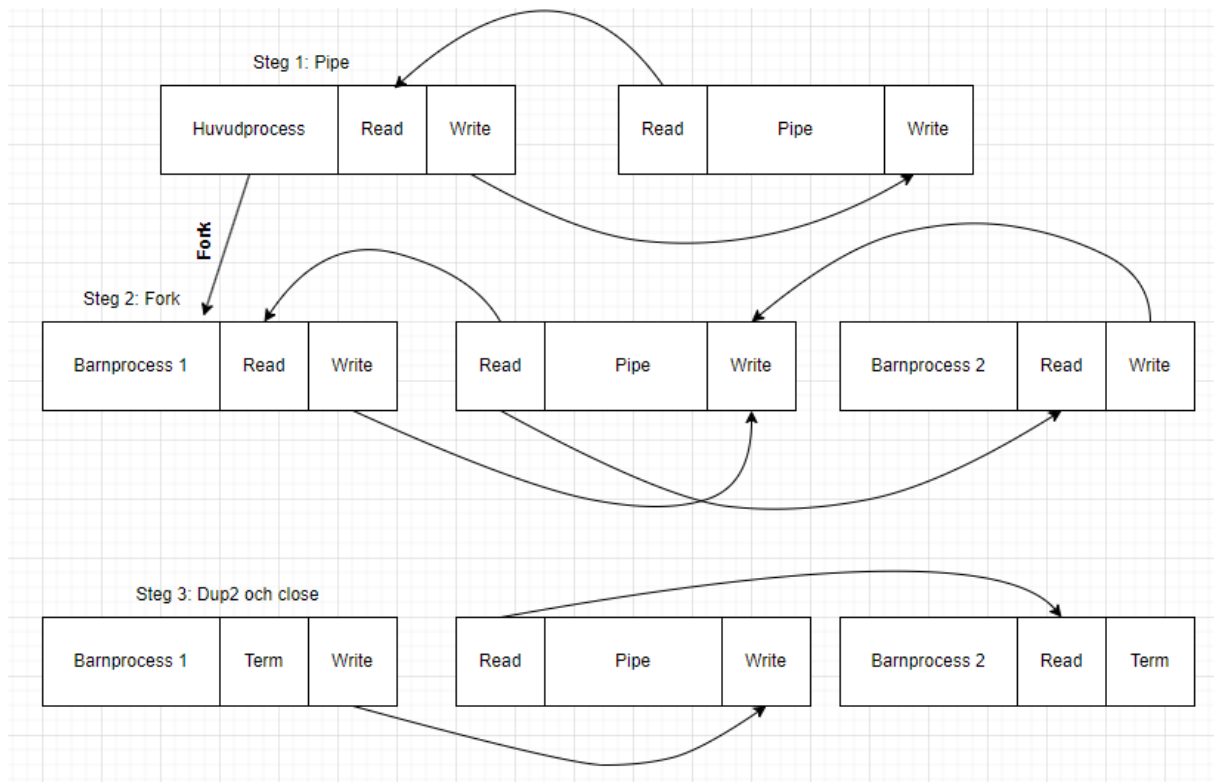 Steg 1: Pipe
Huvudprocess Read Write Read Pipe Write
Fork
Steg 2: Fork
Barnprocess 1 Read Write Read Pipe Write Barnprocess 2 Read Write
Steg 3: Dup2 och close
Barnprocess 1 Term Write Read Pipe Write Barnprocess 2 Read Term